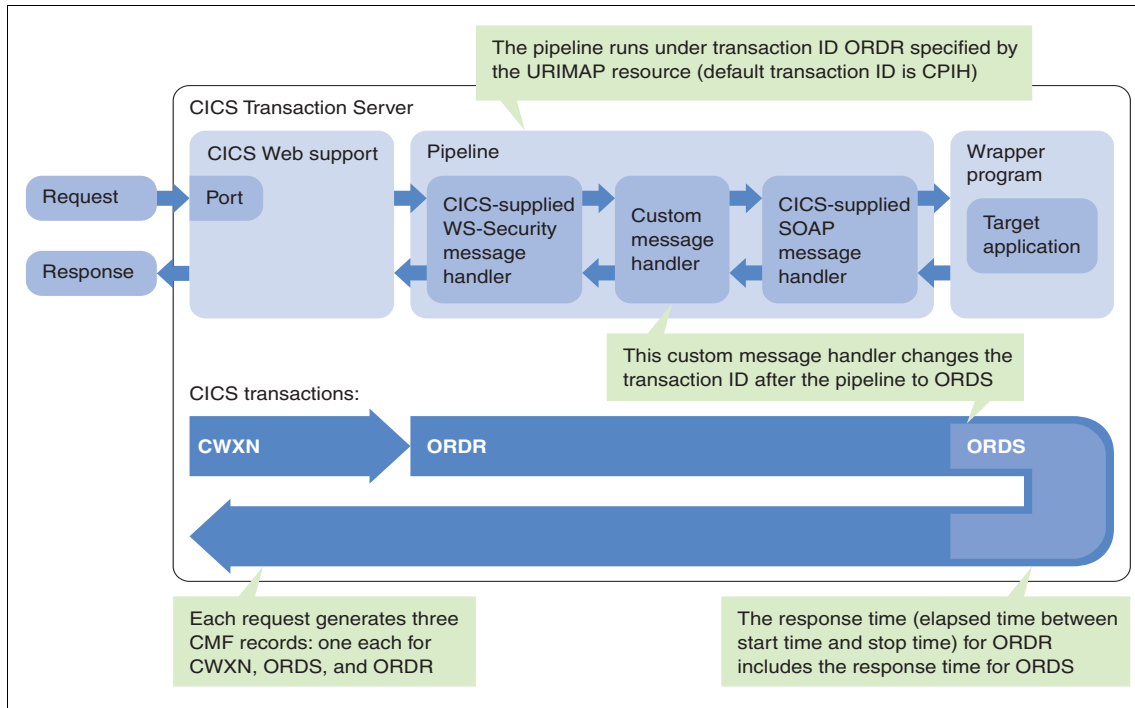 The pipeline runs under transaction ID ORDR specified by
the URIMAP resource (default transaction ID is CPIH)
CICS Transaction Server
CICS Web support
Pipeline
Wrapper
program
Request
Port
CICS-supplied
WS-Security
message
handler
Custom
message
handler
CICS-supplied
SOAP
message
handler
Target
application
Response
This custom message handler changes the
transaction ID after the pipeline to ORDS
CICS transactions:
CWXN
ORDR
ORDS
Each request generates three
CMF records: one each for
CWXN, ORDS, and ORDR
The response time (elapsed time between
start time and stop time) for ORDR
includes the response time for ORDS